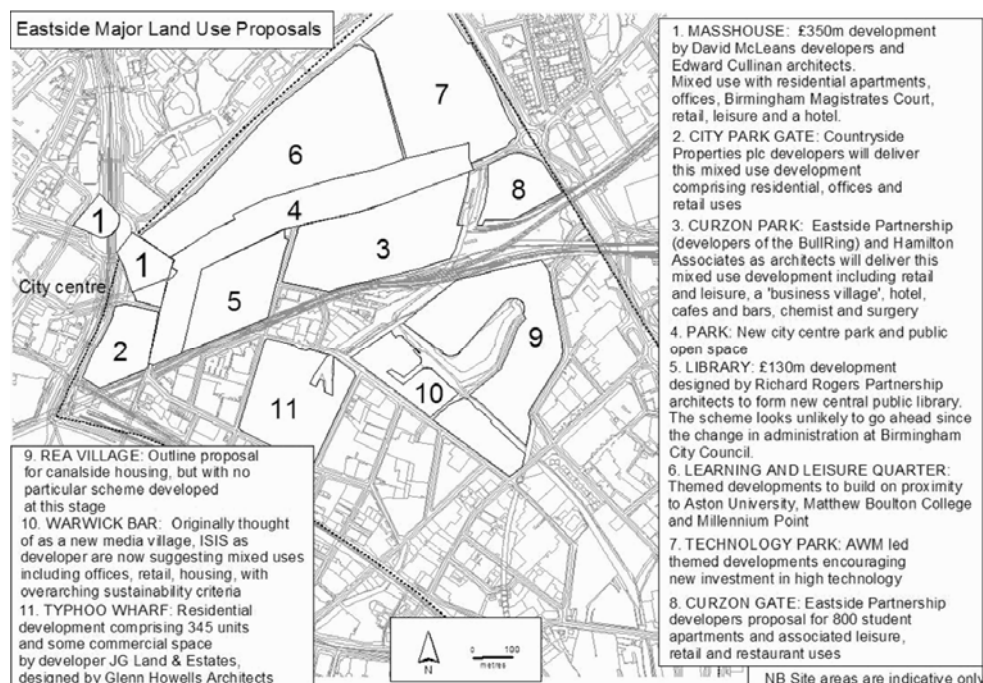 Eastside Major Land Use Proposals
1. MASSHOUSE: £350m development
by David McLeans developers and
Edward Cullinan architects.
Mixed use with residential apartments,
offices, Birmingham Magistrates Court,
retail, leisure and a hotel.
2. CITY PARK GATE: Countryside
Properties plc developers will deliver
this mixed use development
comprising residential, offices and
retail uses
3. CURZON PARK: Eastside Partnership
(developers of the BullRing) and Hamilton
Associates as architects will deliver this
mixed use development including retail
and leisure, a 'business village', hotel,
cafes and bars, chemist and surgery
4. PARK: New city centre park and public
open space
5. LIBRARY: £130m development
designed by Richard Rogers Partnership
architects to form new central public library.
The scheme looks unlikely to go ahead since
the change in administration at Birmingham
City Council.
6. LEARNING AND LEISURE QUARTER:
Themed developments to build on proximity
to Aston University, Matthew Boulton College
and Millennium Point
7. TECHNOLOGY PARK: AWM led
themed developments encouraging
new investment in high technology
8. CURZON GATE: Eastside Partnership
developers proposal for 800 student
apartments and associated leisure,
retail and restaurant uses
NB Site areas are indicative only
7
6
8
4
1
3
1
City centre
5
9
2
10
11
9. REA VILLAGE: Outline proposal
for canalside housing, but with no
particular scheme developed
at this stage
10. WARWICK BAR: Originally thought
of as a new media village, ISIS as
developer are now suggesting mixed uses
including offices, retail, housing, with
overarching sustainability criteria
11. TYPHOO WHARF: Residential
development comprising 345 units
and some commercial space
by developer JG Land & Estates,
designed by Glenn Howells Architects
N
0 100
metres